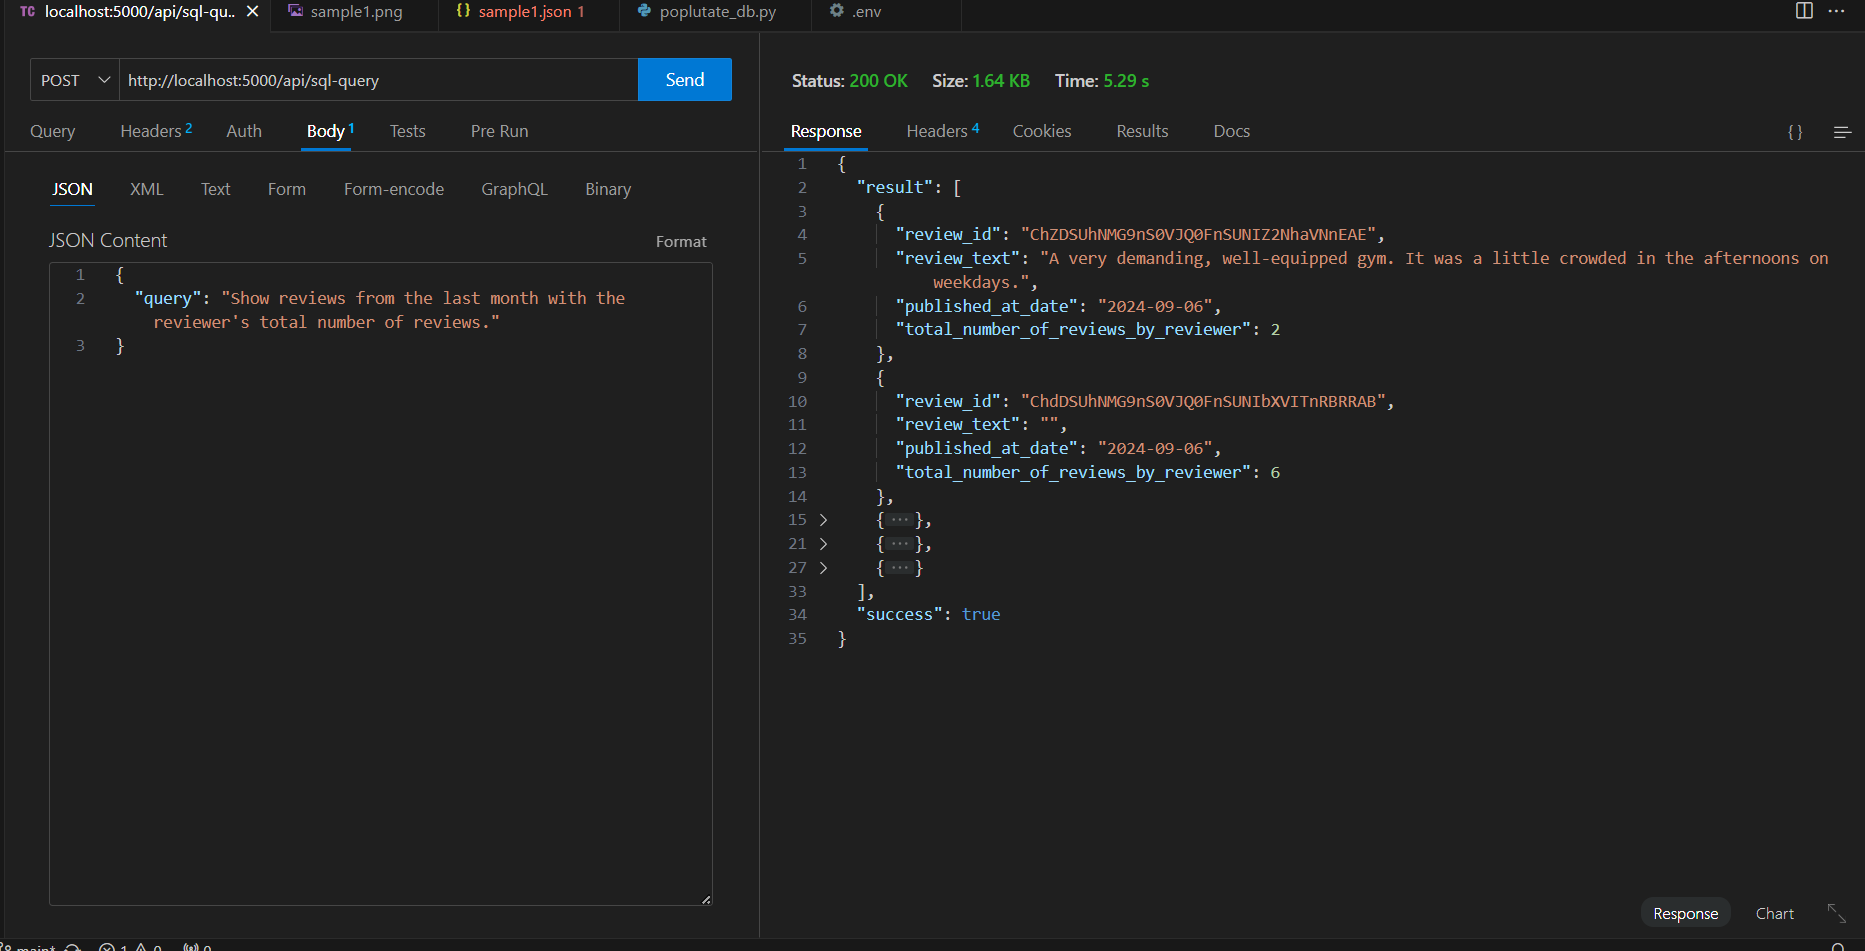 TC localhost:5000/api/sql-qu..
sample1.png
{} sample1.json 1
poplutate_db.py
.env
POST
http://localhost:5000/api/sql-query
Send
Query
Headers 2
Auth
Body 1
Tests
Pre Run
JSON
XML
Text
Form
Form-encode
GraphQL
Binary
JSON Content
Format
1 {
2 "query": "Show reviews from the last month with the
reviewer's total number of reviews."
3 }
Status: 200 OK Size: 1.64 KB Time: 5.29 s
Response
Headers 4
Cookies
Results
Docs
{}
1 {
2 "result": [
3 {
4 "review_id": "ChZDSUhNMG9nS0VJQ0FnSUNIZ2NhaVNnEAE",
5 "review_text": "A very demanding, well-equipped gym. It was a little crowded in the afternoons on
weekdays.",
6 "published_at_date": "2024-09-06",
7 "total_number_of_reviews_by_reviewer": 2
8 },
9 {
10 "review_id": "ChdDSUhNMG9nS0VJQ0FnSUNIbXVITnRBRRAB",
11 "review_text": "",
12 "published_at_date": "2024-09-06",
13 "total_number_of_reviews_by_reviewer": 6
14 },
15 {···},
21 {···},
27 {···}
33 ],
34 "success": true
35 }
Response
Chart
main* 1 0 0